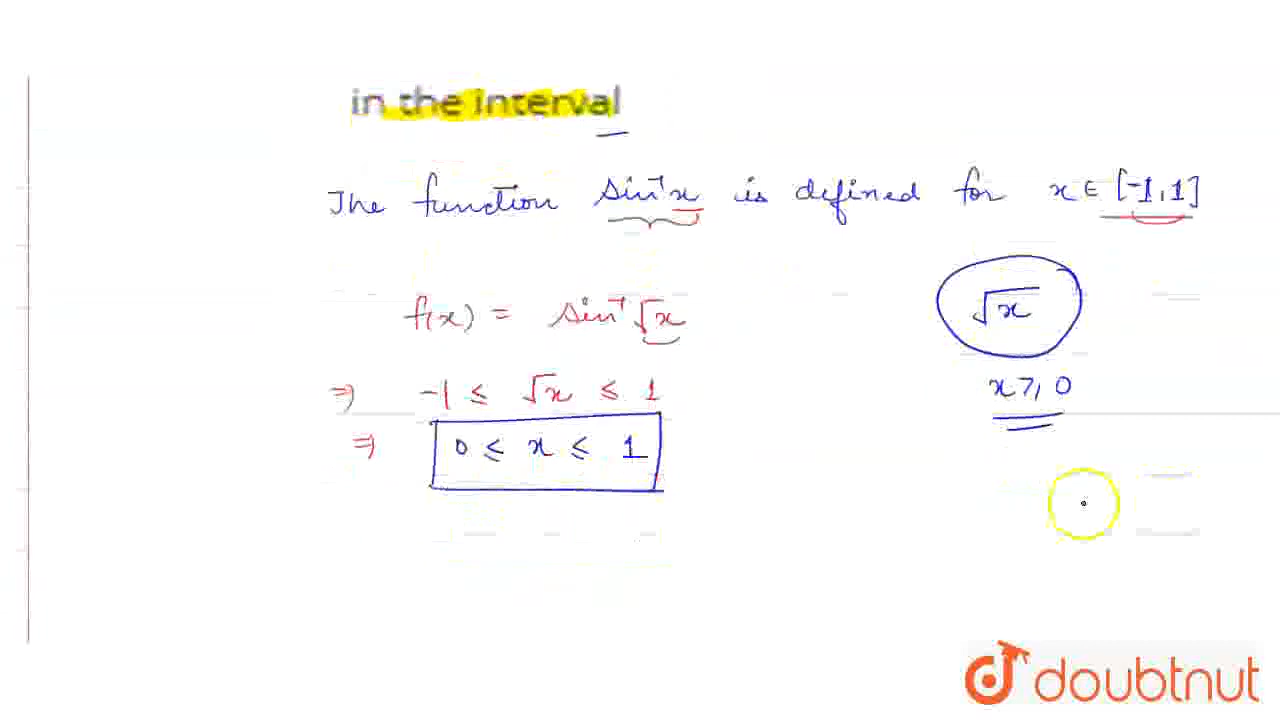 in the interval
The function sin⁻¹x is defined for x ∈ [-1, 1]
f(x) = sin⁻¹√x
√x
⇒ -1 ≤ √x ≤ 1
x ≥ 0
⇒ 0 ≤ x ≤ 1
doubtnut